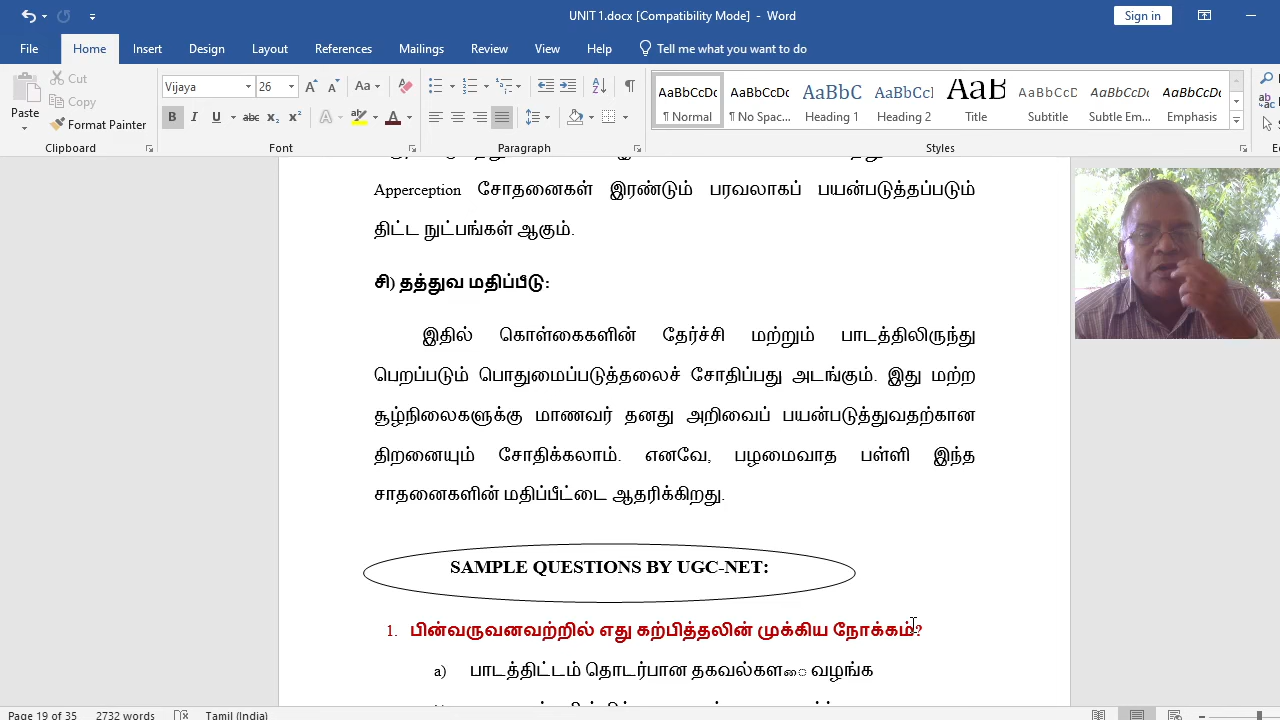 UNIT 1.docx [Compatibility Mode] - Word
Sign in
File Home Insert Design Layout References Mailings Review View Help Tell me what you want to do
Paste Cut Copy Format Painter
Vijaya 26
AaBbCcDc AaBbCcDc AaBbC AaBbCcI AaB AaBbCcD AaBbCcDc AaBbCcDc
¶ Normal ¶ No Spac... Heading 1 Heading 2 Title Subtitle Subtle Em... Emphasis
Clipboard Font Paragraph Styles
Apperception சோதனைகள் இரண்டும் பரவலாகப் பயன்படுத்தப்படும்
திட்ட நுட்பங்கள் ஆகும்.
சி) தத்துவ மதிப்பீடு:
இதில் கொள்கைகளின் தேர்ச்சி மற்றும் பாடத்திலிருந்து
பெறப்படும் பொதுமைப்படுத்தலைச் சோதிப்பது அடங்கும். இது மற்ற
சூழ்நிலைகளுக்கு மாணவர் தனது அறிவைப் பயன்படுத்துவதற்கான
திறனையும் சோதிக்கலாம். எனவே, பழமைவாத பள்ளி இந்த
சாதனைகளின் மதிப்பீட்டை ஆதரிக்கிறது.
SAMPLE QUESTIONS BY UGC-NET:
1. பின்வருவனவற்றில் எது கற்பித்தலின் முக்கிய நோக்கம்?
a) பாடத்திட்டம் தொடர்பான தகவல்களை வழங்க
Page 19 of 35 2732 words Tamil (India)